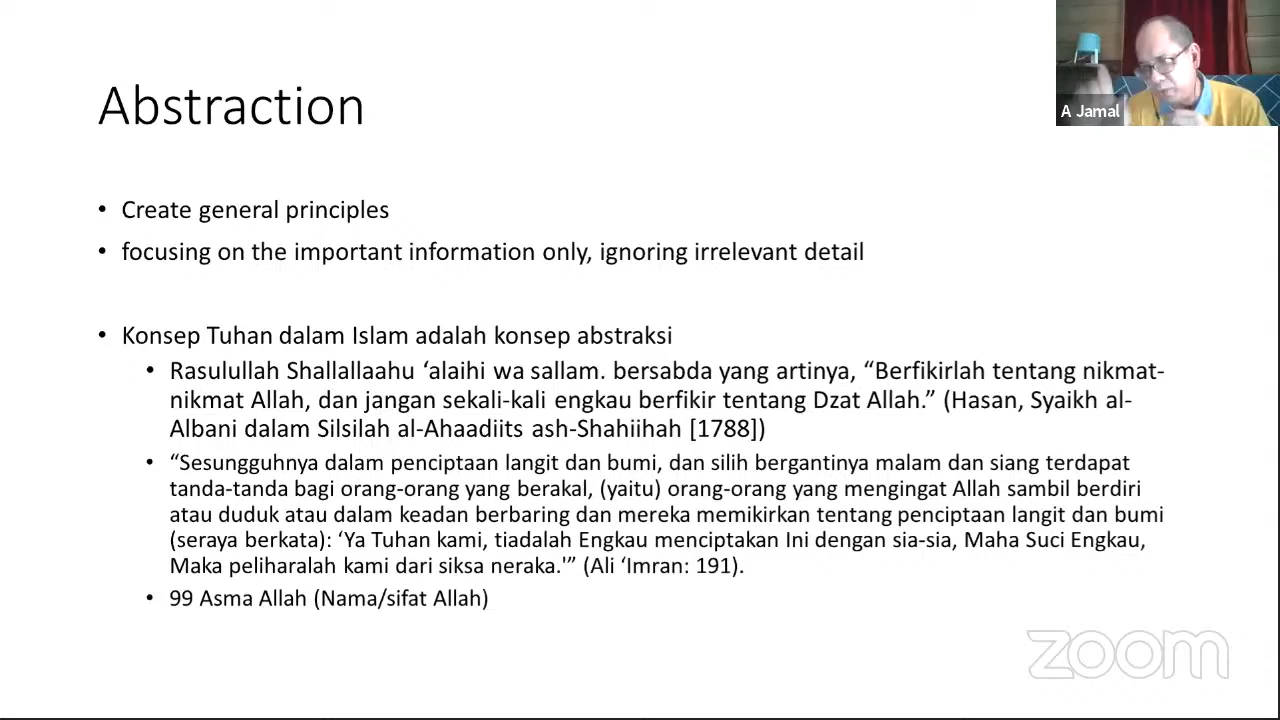 Abstraction
A Jamal
• Create general principles
• focusing on the important information only, ignoring irrelevant detail
• Konsep Tuhan dalam Islam adalah konsep abstraksi
• Rasulullah Shallallaahu ‘alaihi wa sallam. bersabda yang artinya, “Berfikirlah tentang nikmat-
nikmat Allah, dan jangan sekali-kali engkau berfikir tentang Dzat Allah.” (Hasan, Syaikh al-
Albani dalam Silsilah al-Ahaadiits ash-Shahiihah [1788])
• “Sesungguhnya dalam penciptaan langit dan bumi, dan silih bergantinya malam dan siang terdapat
tanda-tanda bagi orang-orang yang berakal, (yaitu) orang-orang yang mengingat Allah sambil berdiri
atau duduk atau dalam keadan berbaring dan mereka memikirkan tentang penciptaan langit dan bumi
(seraya berkata): ‘Ya Tuhan kami, tiadalah Engkau menciptakan Ini dengan sia-sia, Maha Suci Engkau,
Maka peliharalah kami dari siksa neraka.'” (Ali ‘Imran: 191).
• 99 Asma Allah (Nama/sifat Allah)
zoom